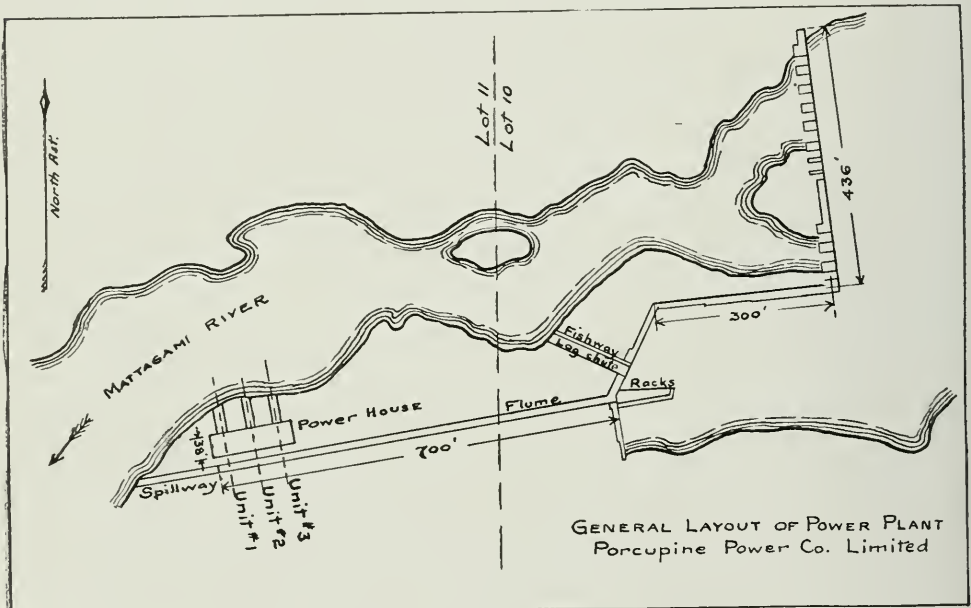 North Ast.
Lot 11
Lot 10
436'
300'
MATTAGAMI RIVER
Fishway
Log chute
Racks
Flume
Power House
38'
700'
Spillway
Unit #1
Unit #2
Unit #3
GENERAL LAYOUT OF POWER PLANT
Porcupine Power Co. Limited